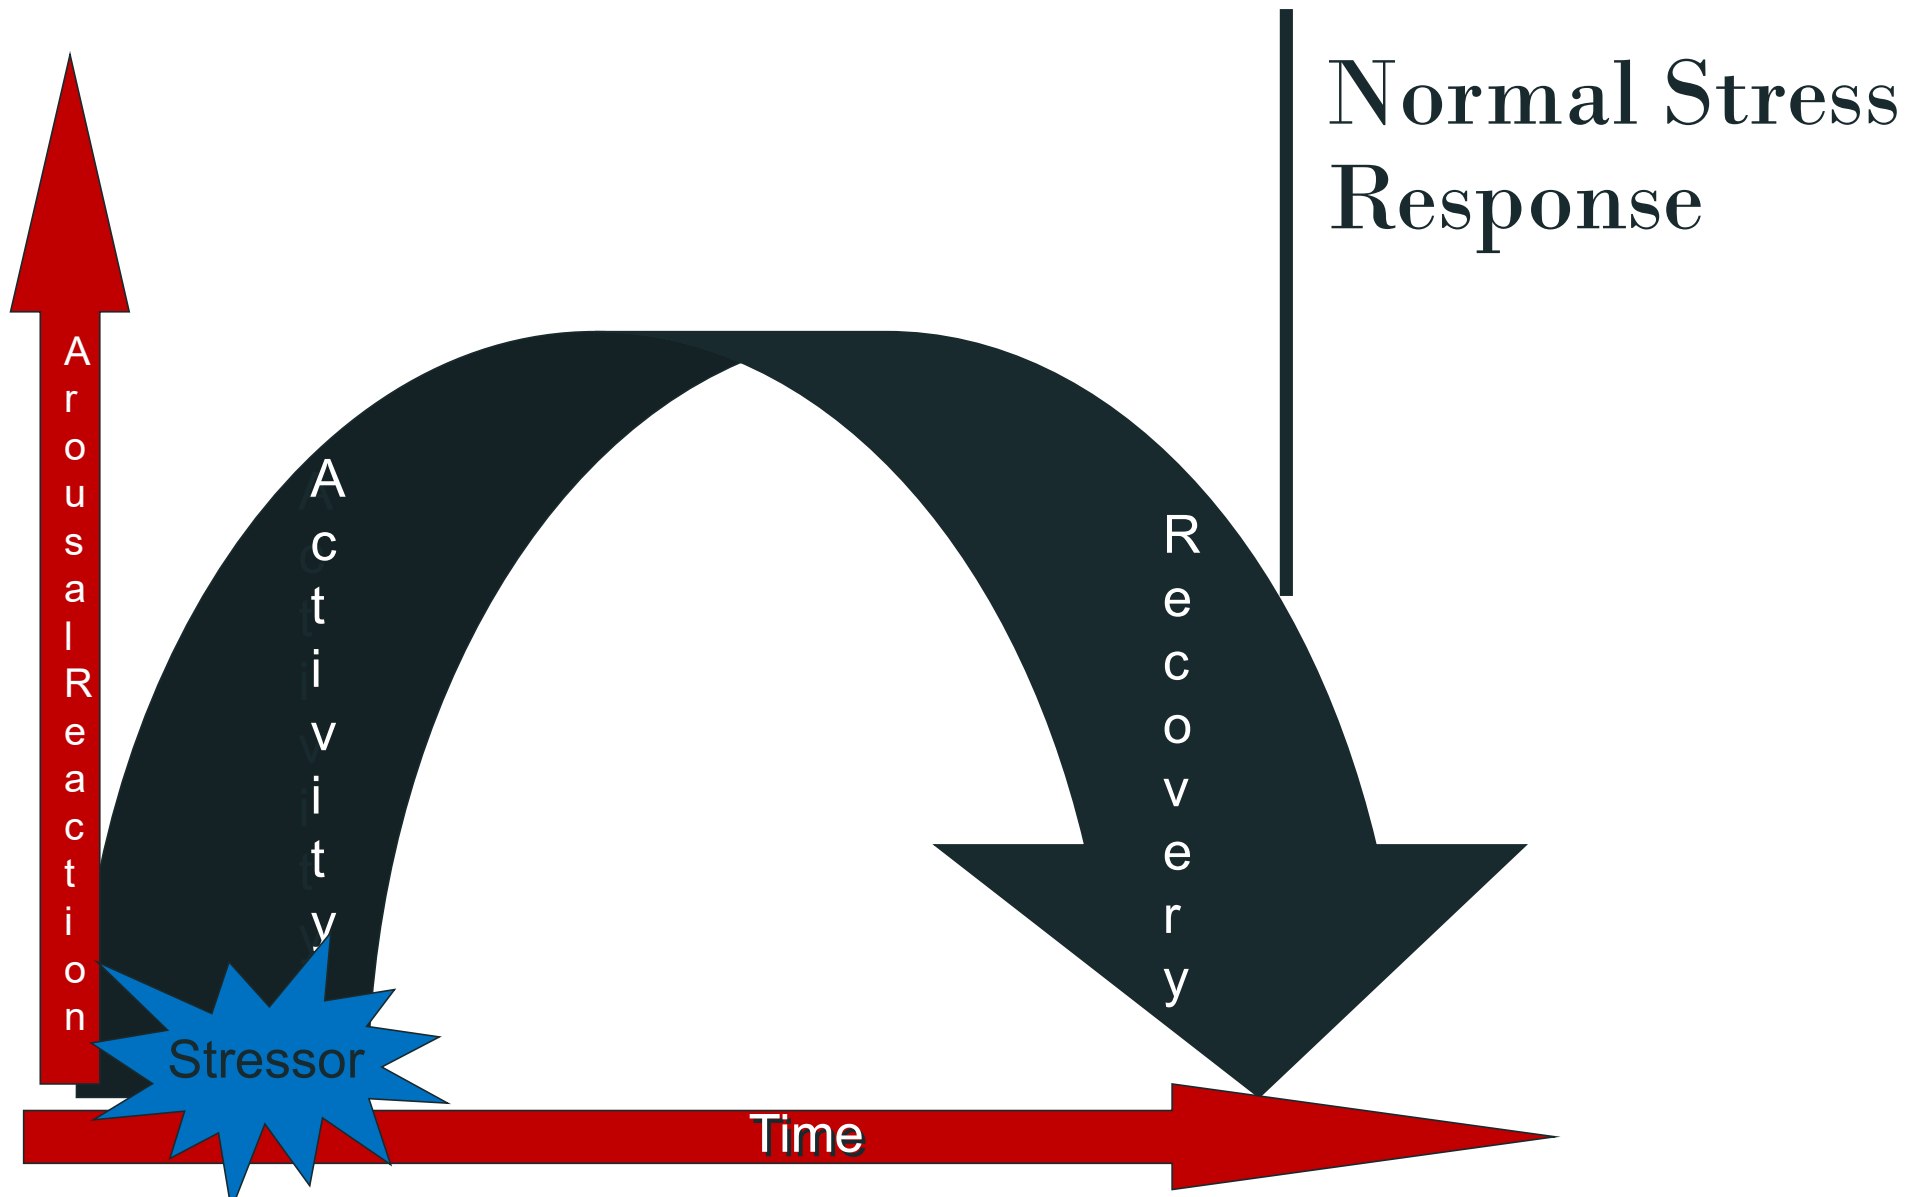 Normal Stress
Response
Arousal Reaction
Activity
Recovery
Stressor
Time